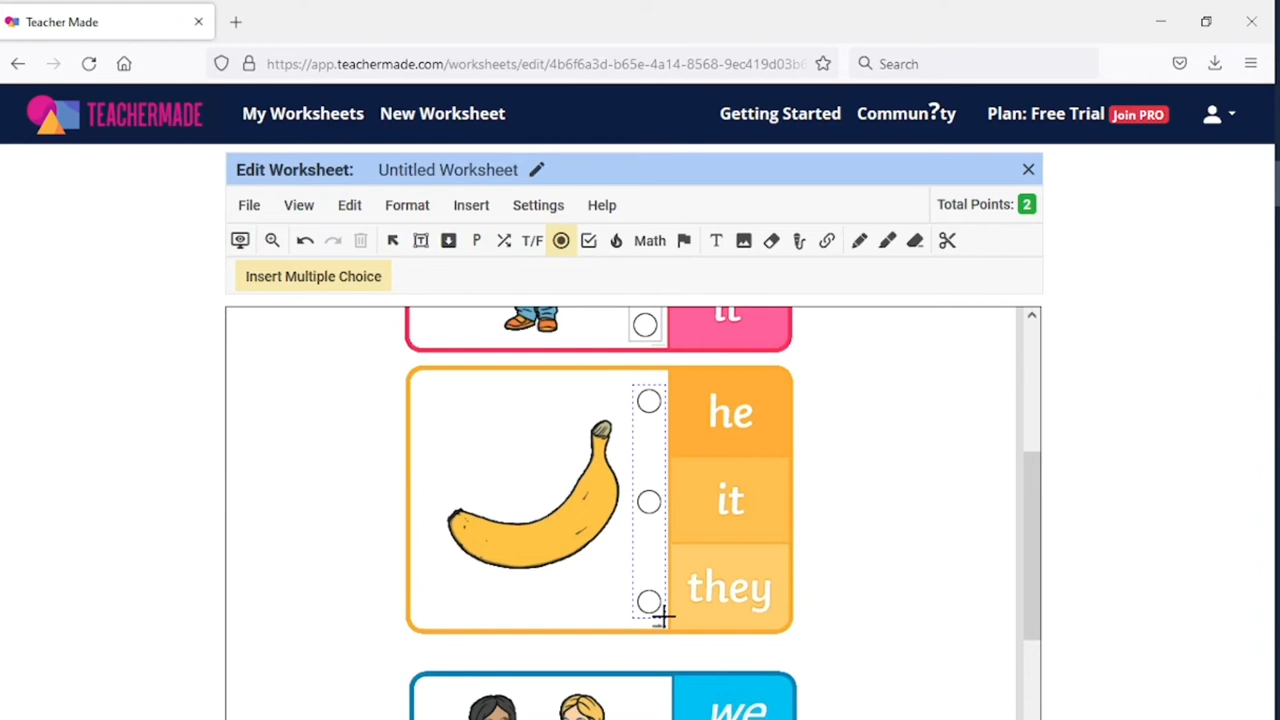 Teacher Made
https://app.teachermade.com/worksheets/edit/4b6f6a3d-b65e-4a14-8568-9ec419d03b
Search
TEACHERMADE
My Worksheets
New Worksheet
Getting Started
Commun?ty
Plan: Free Trial
Join PRO
Edit Worksheet:
Untitled Worksheet
File
View
Edit
Format
Insert
Settings
Help
Total Points: 2
T
P
T/F
Math
T
Insert Multiple Choice
it
he
it
they
we